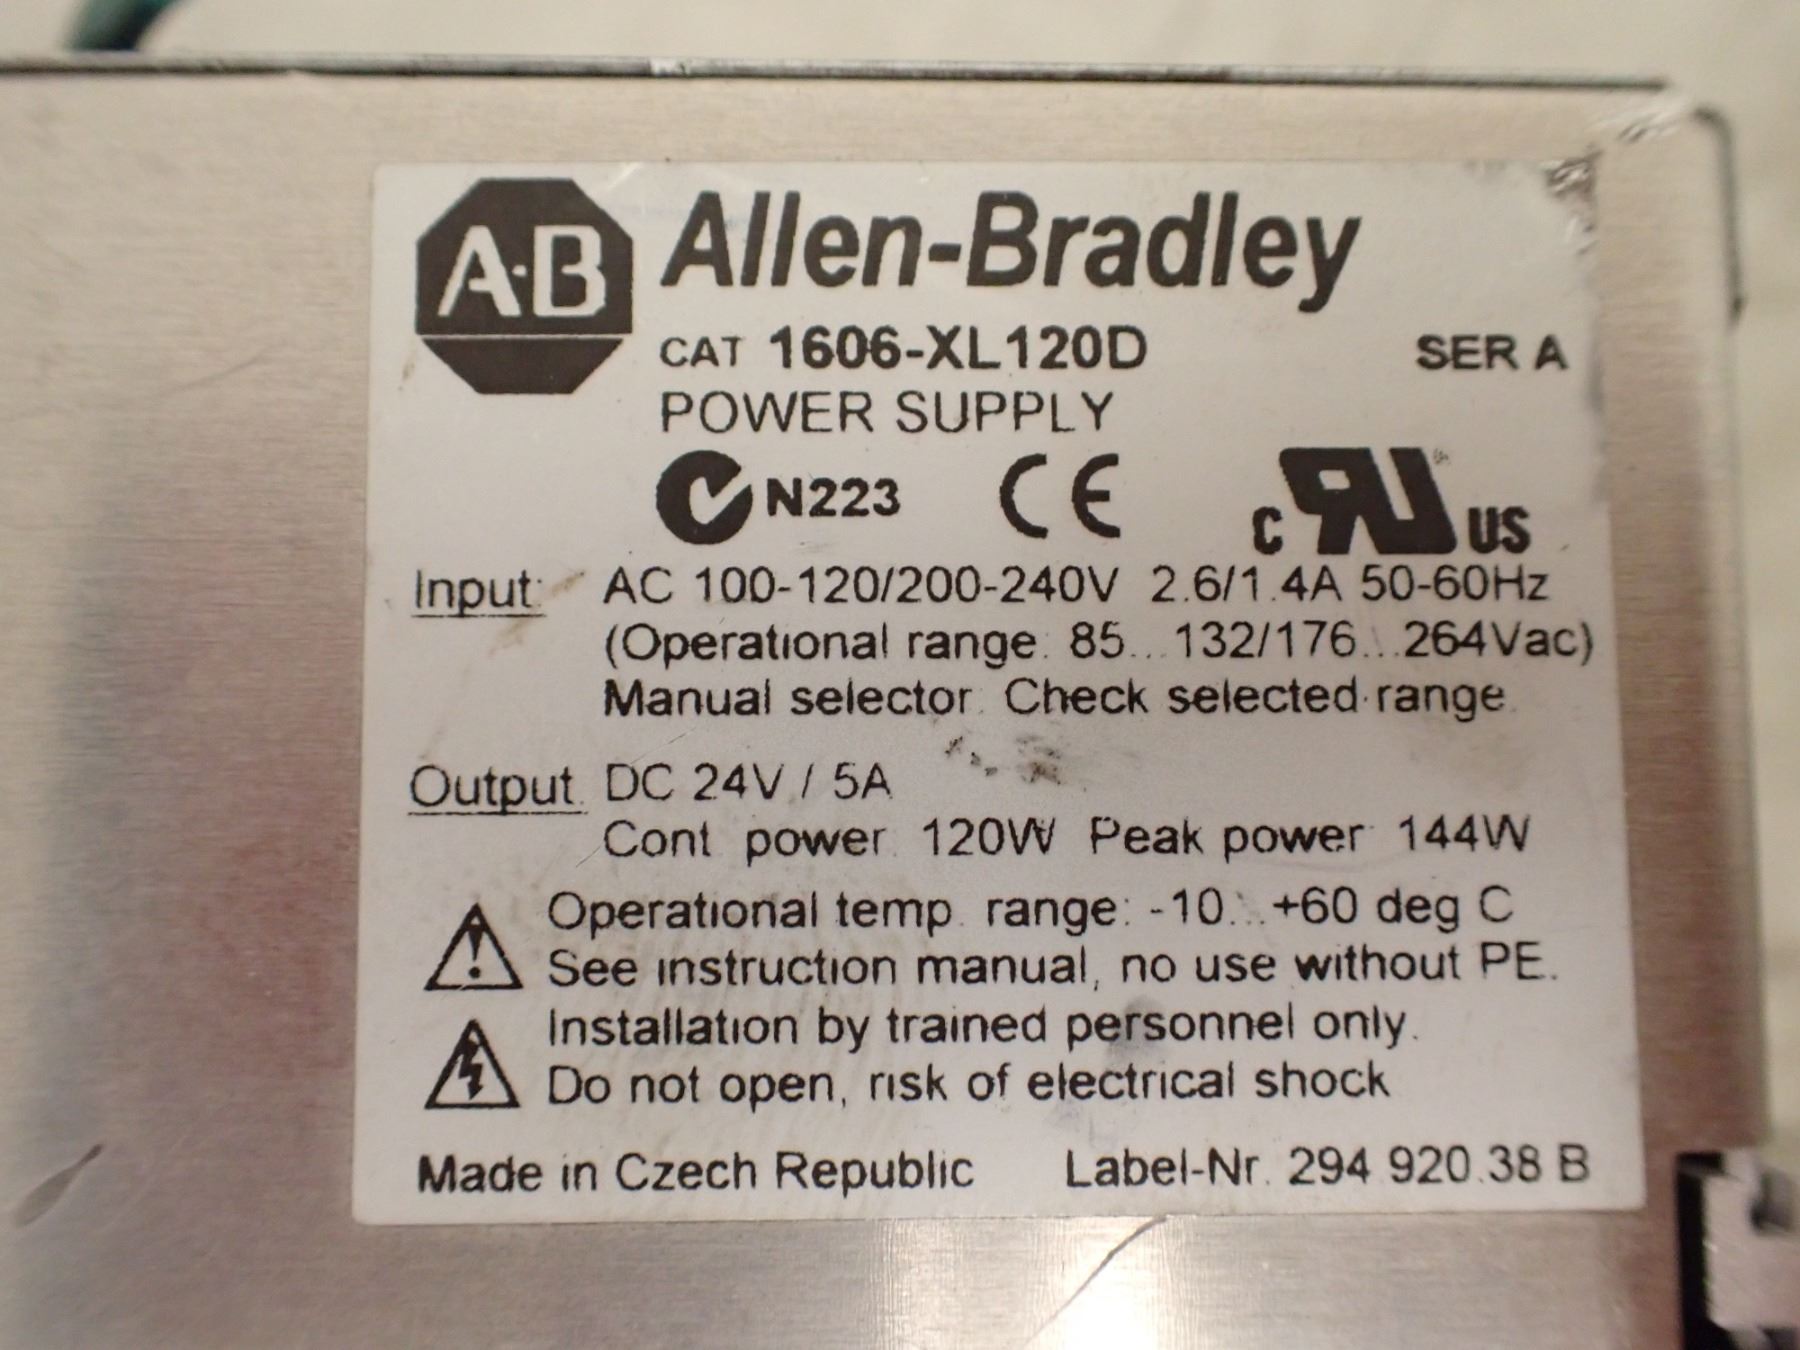 A-B Allen-Bradley
CAT 1606-XL120D SER A
POWER SUPPLY
N223 CE c RU US
Input: AC 100-120/200-240V 2.6/1.4A 50-60Hz
(Operational range: 85...132/176...264Vac)
Manual selector. Check selected range.
Output: DC 24V / 5A
Cont. power: 120W Peak power: 144W
Operational temp. range: -10...+60 deg C
See instruction manual, no use without PE.
Installation by trained personnel only.
Do not open, risk of electrical shock
Made in Czech Republic Label-Nr. 294.920.38 B